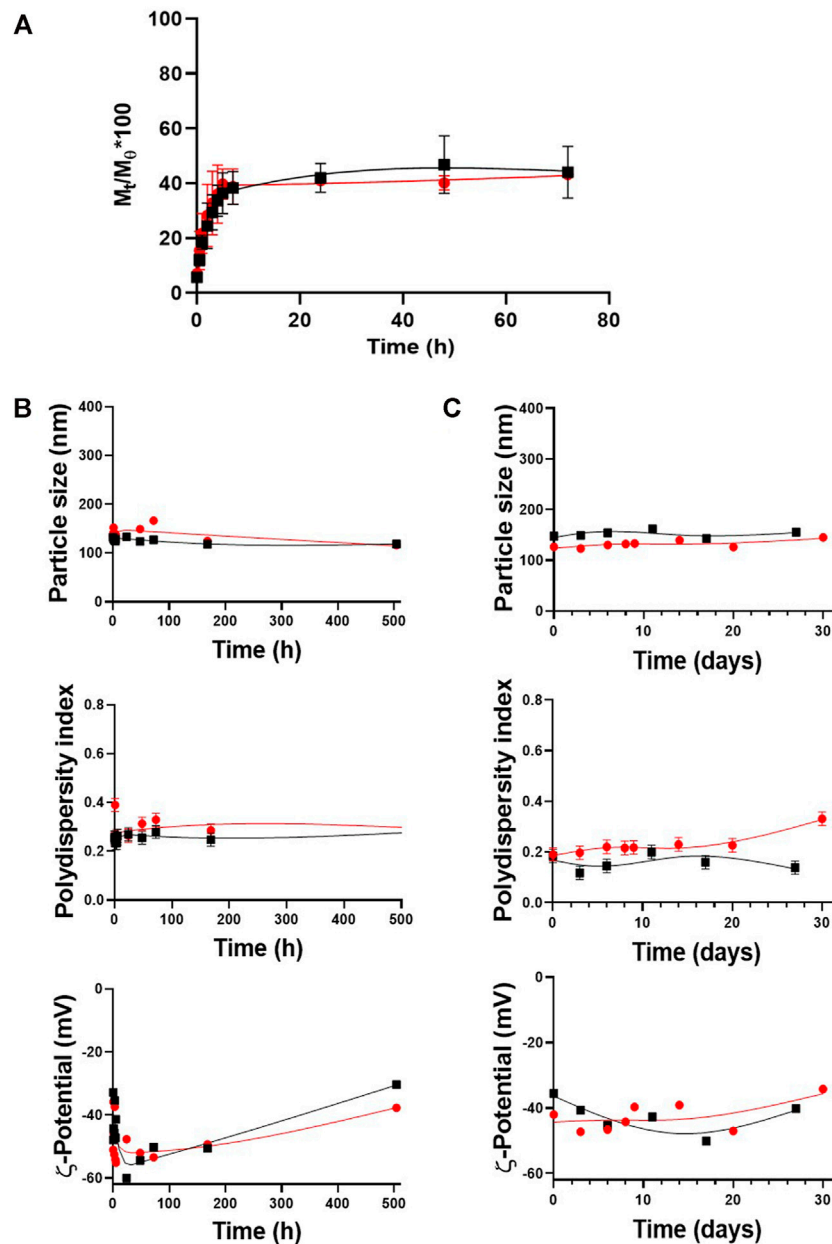 A
100
80
60
40
20
0
Mt/Mθ*100
0 20 40 60 80
Time (h)
B
400
300
200
100
0
Particle size (nm)
0 100 200 300 400 500
Time (h)
C
400
300
200
100
0
Particle size (nm)
0 10 20 30
Time (days)
0.8
0.6
0.4
0.2
0.0
Polydispersity index
0 100 200 300 400 500
Time (h)
0.8
0.6
0.4
0.2
0.0
Polydispersity index
0 10 20 30
Time (days)
0
-20
-40
-60
ζ-Potential (mV)
0 100 200 300 400 500
Time (h)
0
-20
-40
-60
ζ-Potential (mV)
0 10 20 30
Time (days)